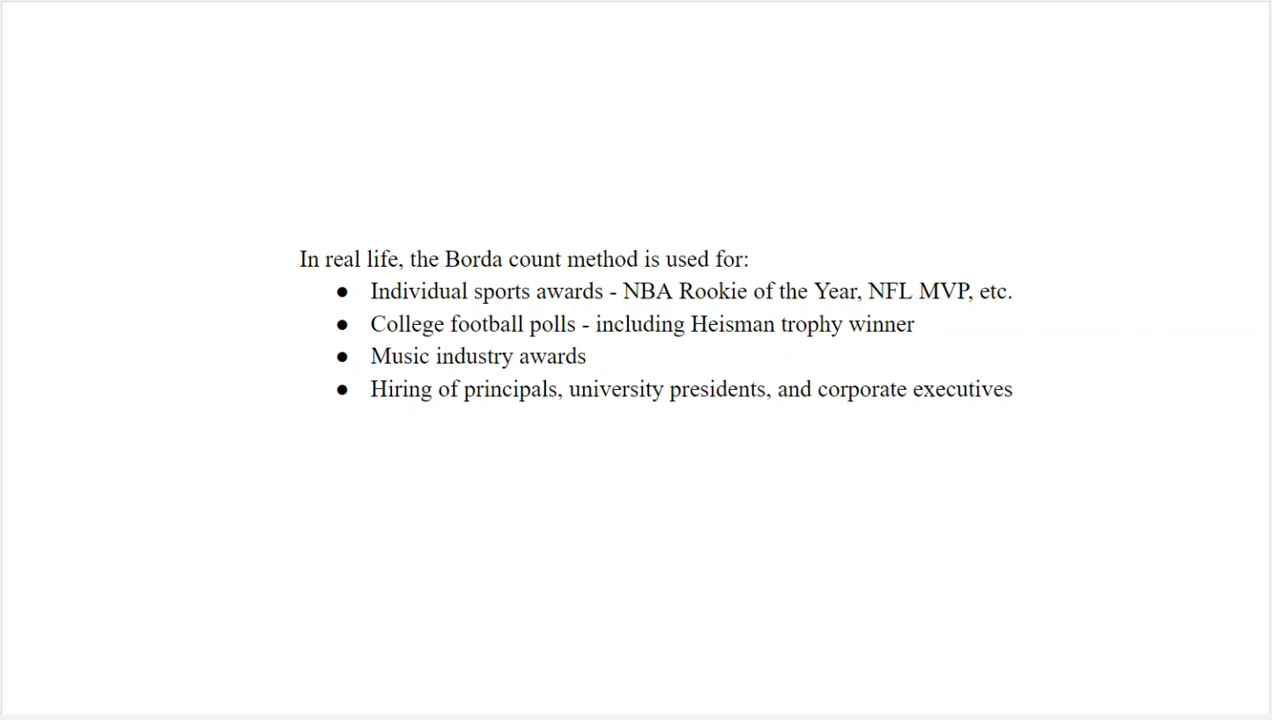 In real life, the Borda count method is used for:
● Individual sports awards - NBA Rookie of the Year, NFL MVP, etc.
● College football polls - including Heisman trophy winner
● Music industry awards
● Hiring of principals, university presidents, and corporate executives